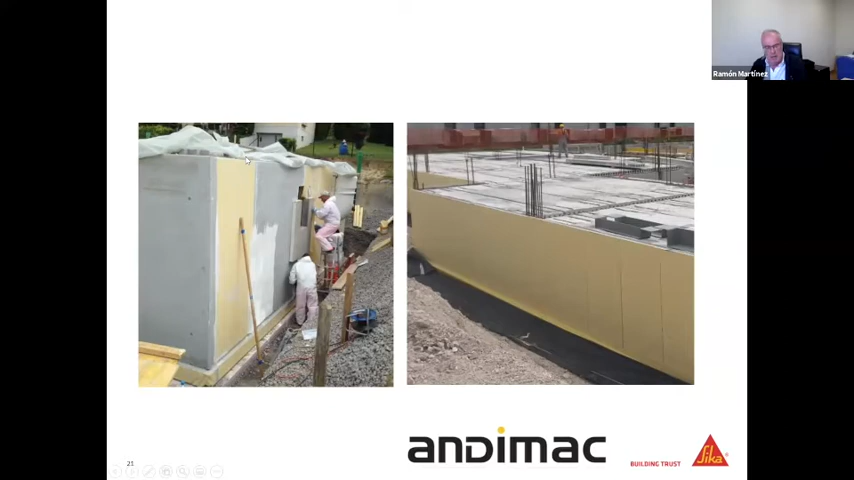 Ramón Martínez
andimac
BUILDING TRUST
Sika
21